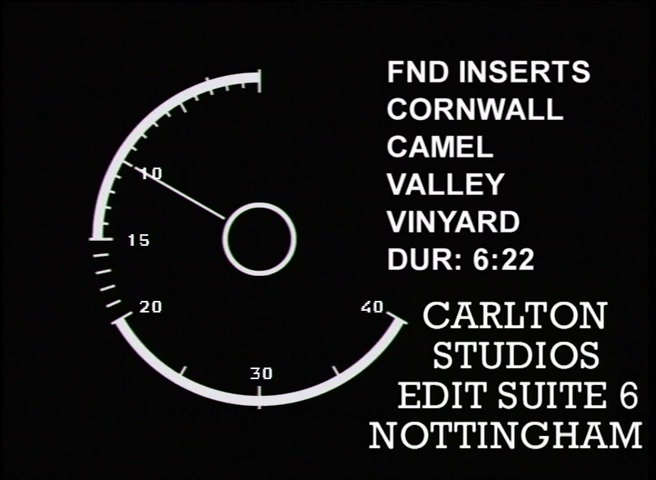 FND INSERTS
CORNWALL
CAMEL
VALLEY
VINYARD
DUR: 6:22
10
15
20
40
30
CARLTON
STUDIOS
EDIT SUITE 6
NOTTINGHAM